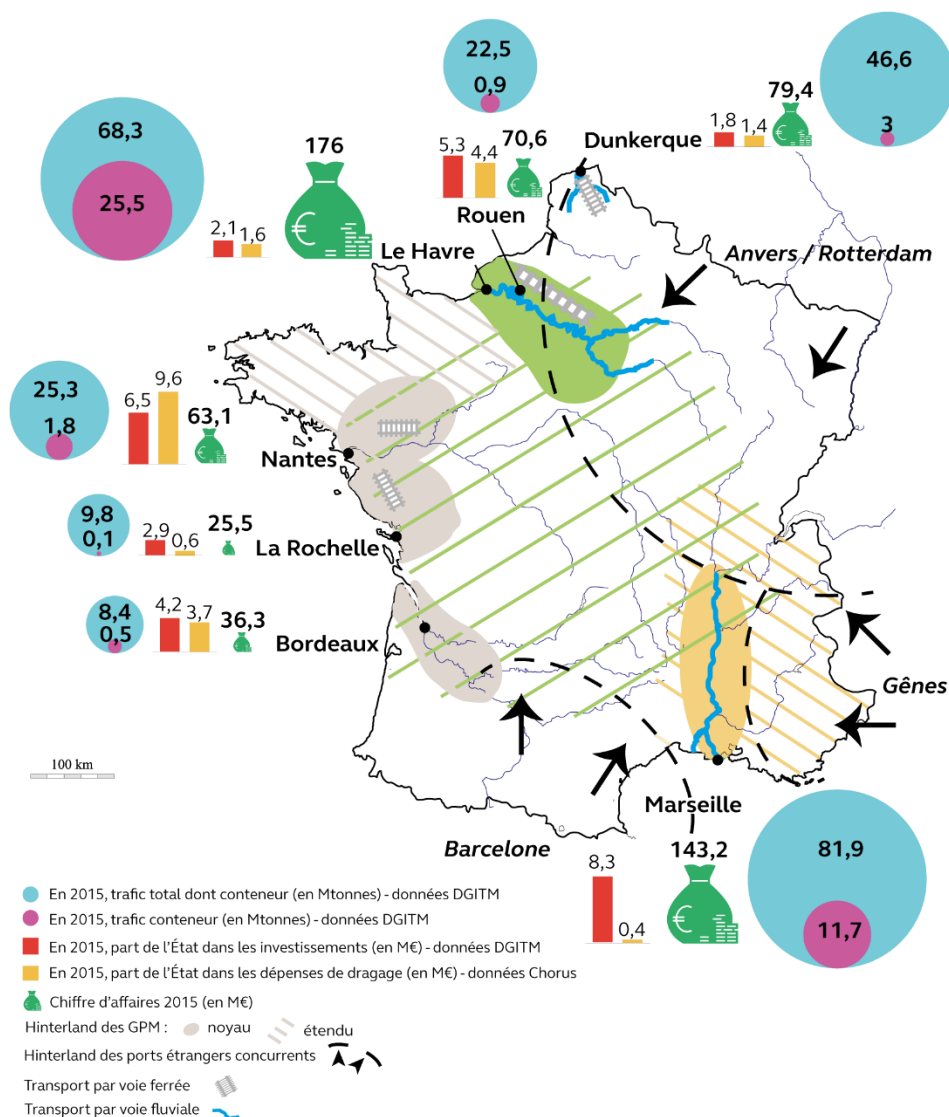 22,5
0,9
46,6
3
79,4
1,8
1,4
68,3
25,5
176
2,1
1,6
5,3
4,4
70,6
Dunkerque
Rouen
Le Havre
Anvers / Rotterdam
25,3
1,8
6,5
9,6
63,1
Nantes
9,8
0,1
2,9
0,6
25,5
La Rochelle
8,4
0,5
4,2
3,7
36,3
Bordeaux
Gênes
100 km
Marseille
Barcelone
8,3
0,4
143,2
81,9
11,7
En 2015, trafic total dont conteneur (en Mtonnes) - données DGITM
En 2015, trafic conteneur (en Mtonnes) - données DGITM
En 2015, part de l'État dans les investissements (en M€) - données DGITM
En 2015, part de l'État dans les dépenses de dragage (en M€) - données Chorus
Chiffre d'affaires 2015 (en M€)
Hinterland des GPM : noyau étendu
Hinterland des ports étrangers concurrents
Transport par voie ferrée
Transport par voie fluviale